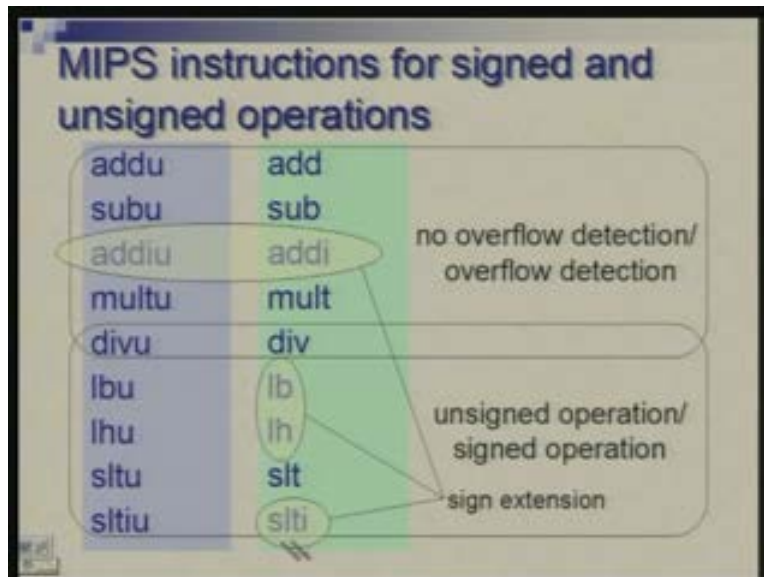 MIPS instructions for signed and
unsigned operations
addu add
subu sub
addiu addi
multu mult
divu div
lbu lb
lhu lh
sltu slt
sltiu slti
no overflow detection/
overflow detection
unsigned operation/
signed operation
sign extension